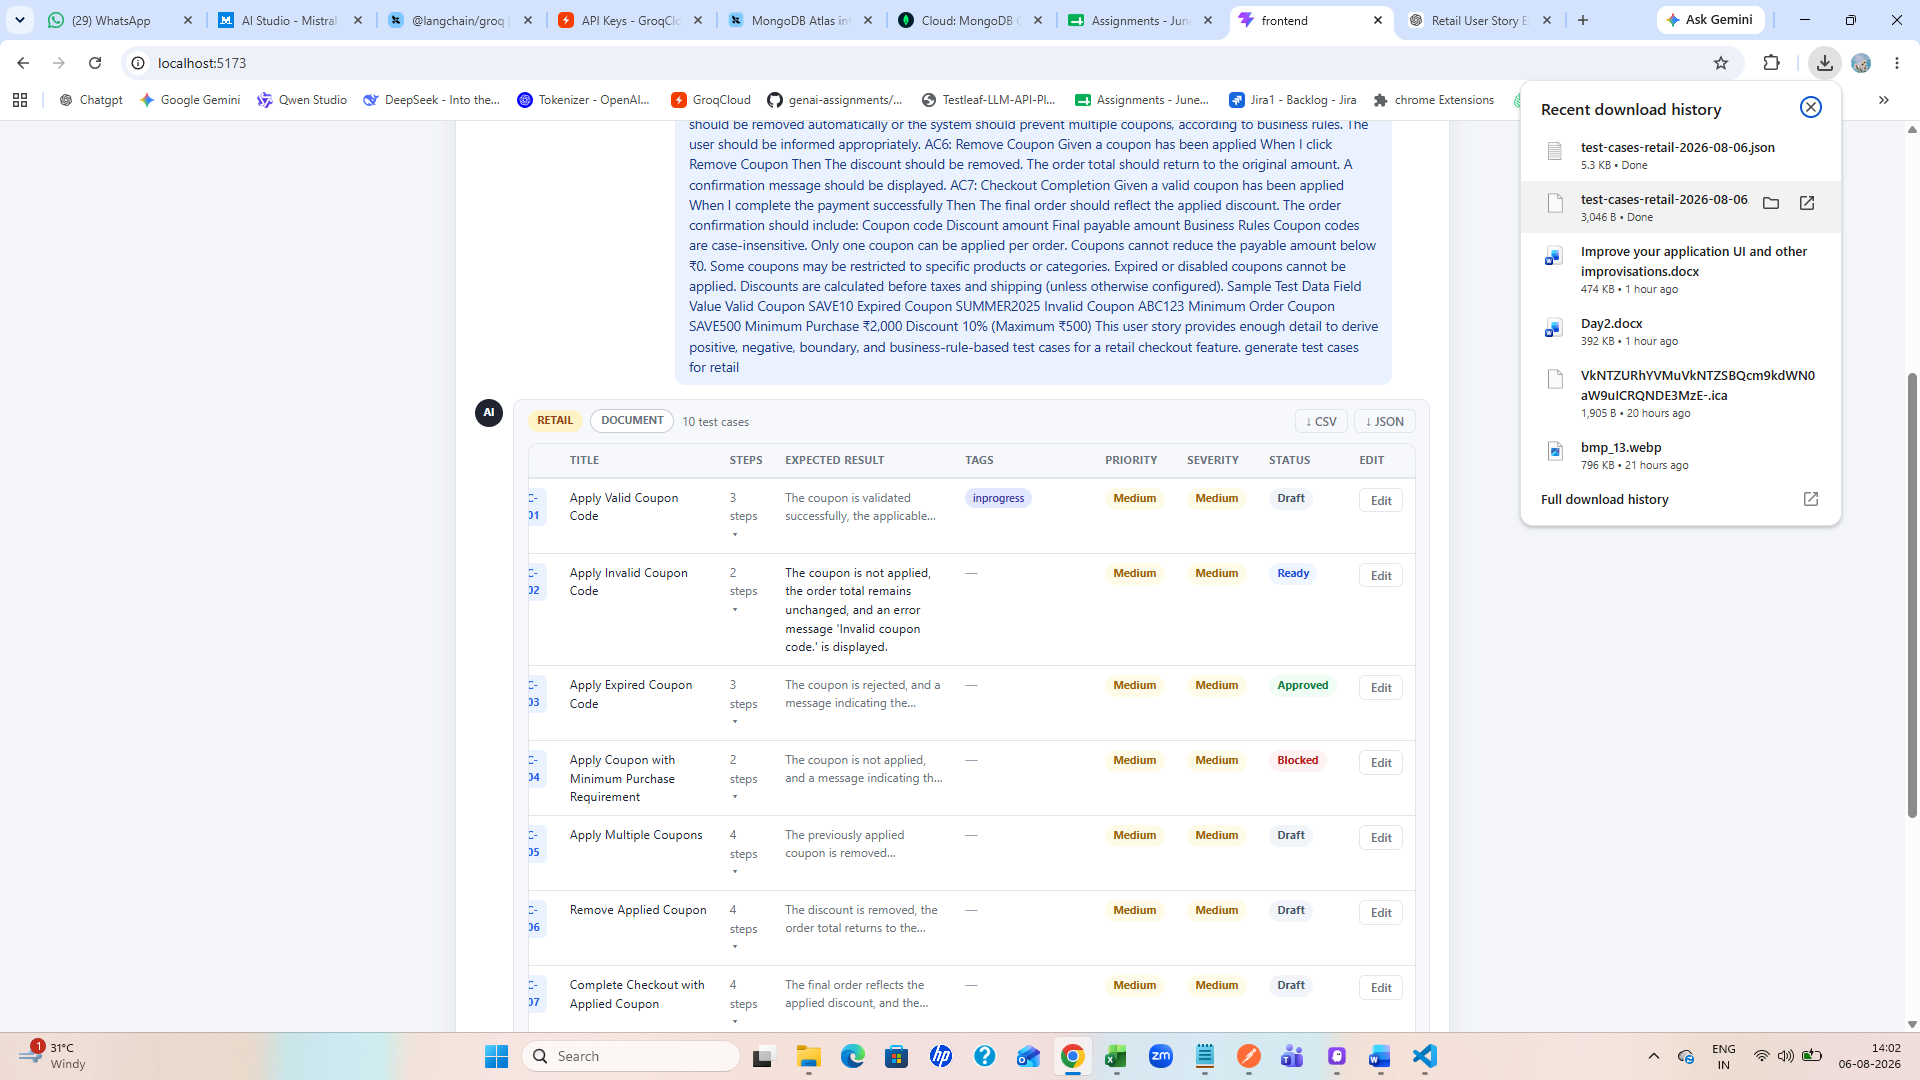 (29) WhatsApp
AI Studio - Mistral
@langchain/groq
API Keys - GroqClo
MongoDB Atlas in
Cloud: MongoDB C
Assignments - June
frontend
Retail User Story E
Ask Gemini
localhost:5173
Chatgpt
Google Gemini
Qwen Studio
DeepSeek - Into the...
Tokenizer - OpenAI...
GroqCloud
genai-assignments/...
Testleaf-LLM-API-Pl...
Assignments - June...
Jira1 - Backlog - Jira
chrome Extensions
should be removed automatically or the system should prevent multiple coupons, according to business rules. The
user should be informed appropriately. AC6: Remove Coupon Given a coupon has been applied When I click
Remove Coupon Then The discount should be removed. The order total should return to the original amount. A
confirmation message should be displayed. AC7: Checkout Completion Given a valid coupon has been applied
When I complete the payment successfully Then The final order should reflect the applied discount. The order
confirmation should include: Coupon code Discount amount Final payable amount Business Rules Coupon codes
are case-insensitive. Only one coupon can be applied per order. Coupons cannot reduce the payable amount below
₹0. Some coupons may be restricted to specific products or categories. Expired or disabled coupons cannot be
applied. Discounts are calculated before taxes and shipping (unless otherwise configured). Sample Test Data Field
Value Valid Coupon SAVE10 Expired Coupon SUMMER2025 Invalid Coupon ABC123 Minimum Order Coupon
SAVE500 Minimum Purchase ₹2,000 Discount 10% (Maximum ₹500) This user story provides enough detail to derive
positive, negative, boundary, and business-rule-based test cases for a retail checkout feature. generate test cases
for retail
AI
RETAIL DOCUMENT 10 test cases
↓ CSV ↓ JSON
TITLE STEPS EXPECTED RESULT TAGS PRIORITY SEVERITY STATUS EDIT
C-01 Apply Valid Coupon Code 3 steps The coupon is validated successfully, the applicable... inprogress Medium Medium Draft Edit
C-02 Apply Invalid Coupon Code 2 steps The coupon is not applied, the order total remains unchanged, and an error message 'Invalid coupon code.' is displayed. — Medium Medium Ready Edit
C-03 Apply Expired Coupon Code 3 steps The coupon is rejected, and a message indicating the... — Medium Medium Approved Edit
C-04 Apply Coupon with Minimum Purchase Requirement 2 steps The coupon is not applied, and a message indicating th... — Medium Medium Blocked Edit
C-05 Apply Multiple Coupons 4 steps The previously applied coupon is removed... — Medium Medium Draft Edit
C-06 Remove Applied Coupon 4 steps The discount is removed, the order total returns to the... — Medium Medium Draft Edit
C-07 Complete Checkout with Applied Coupon 4 steps The final order reflects the applied discount, and the... — Medium Medium Draft Edit
Recent download history
test-cases-retail-2026-08-06.json
5.3 KB • Done
test-cases-retail-2026-08-06.
3,046 B • Done
Improve your application UI and other
improvisations.docx
474 KB • 1 hour ago
Day2.docx
392 KB • 1 hour ago
VkNTZURhYVMuVkNTZSBQcm9kdWN0
aW9uICRQNDE3MzE-.ica
1,905 B • 20 hours ago
bmp_13.webp
796 KB • 21 hours ago
Full download history
1
31°C
Windy
Search
hp
zm
ENG
IN
14:02
06-08-2026